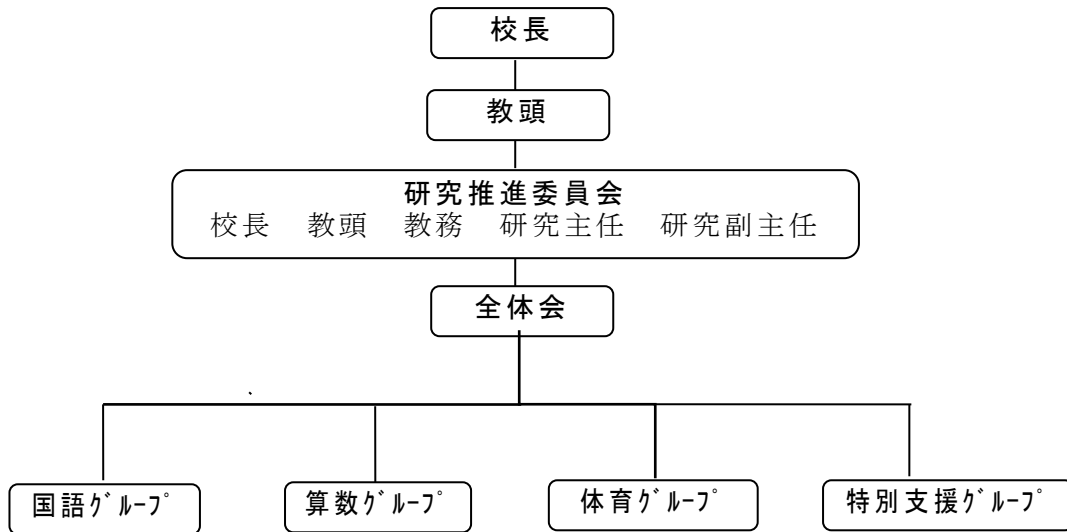 校長
教頭
研究推進委員会
校長　教頭　教務　研究主任　研究副主任
全体会
国語ｸﾞﾙｰﾌﾟ　算数ｸﾞﾙｰﾌﾟ　体育ｸﾞﾙｰﾌﾟ　特別支援ｸﾞﾙｰﾌﾟ